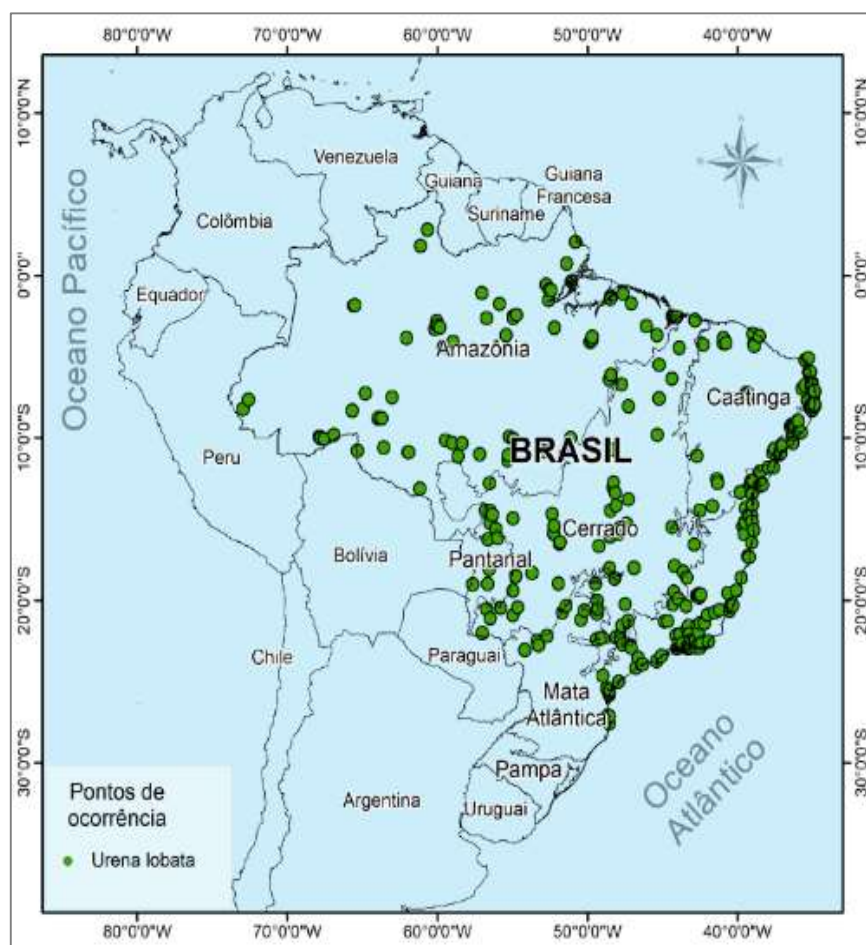 80°0'0"W
70°0'0"W
60°0'0"W
50°0'0"W
40°0'0"W
10°0'0"N
0°0'0"
10°0'0"S
20°0'0"S
30°0'0"S
Oceano Pacífico
Venezuela
Guiana
Suriname
Guiana
Francesa
Colômbia
Equador
Amazônia
Caatinga
Peru
BRASIL
Cerrado
Bolívia
Pantanal
Paraguai
Chile
Mata
Atlântica
Pampa
Argentina
Uruguai
Oceano
Atlântico
Pontos de
ocorrência
Urena lobata
10°0'0"N
0°0'0"
10°0'0"S
20°0'0"S
30°0'0"S
80°0'0"W
70°0'0"W
60°0'0"W
50°0'0"W
40°0'0"W